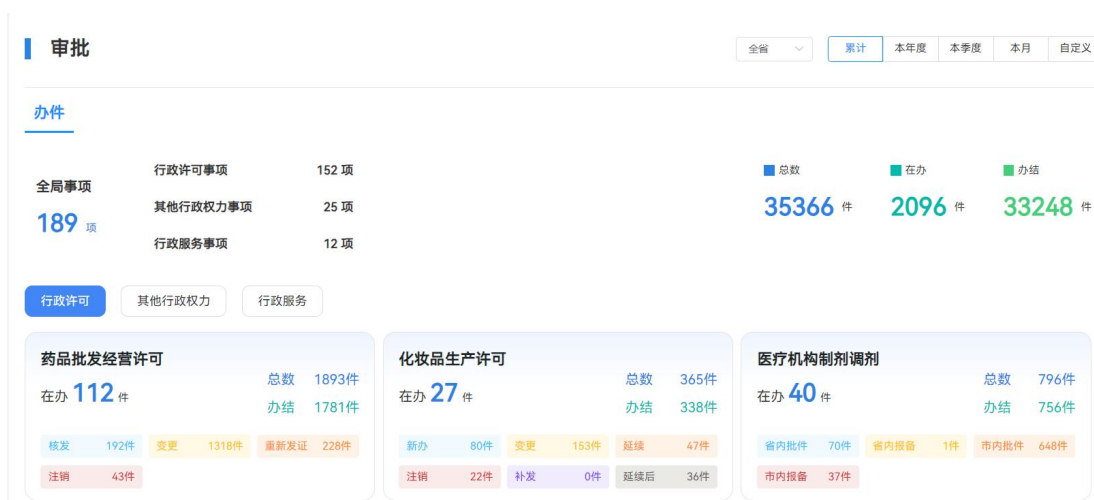 审批
全省 累计 本年度 本季度 本月 自定义
办件
全局事项
189 项
行政许可事项 152 项
其他行政权力事项 25 项
行政服务事项 12 项
总数 在办 办结
35366 件 2096 件 33248 件
行政许可 其他行政权力 行政服务
药品批发经营许可
在办 112 件
总数 1893件
办结 1781件
核发 192件 变更 1318件 重新发证 228件
注销 43件
化妆品生产许可
在办 27 件
总数 365件
办结 338件
新办 80件 变更 153件 延续 47件
注销 22件 补发 0件 延续后 36件
医疗机构制剂调剂
在办 40 件
总数 796件
办结 756件
省内批件 70件 省内报备 1件 市内批件 648件
市内报备 37件